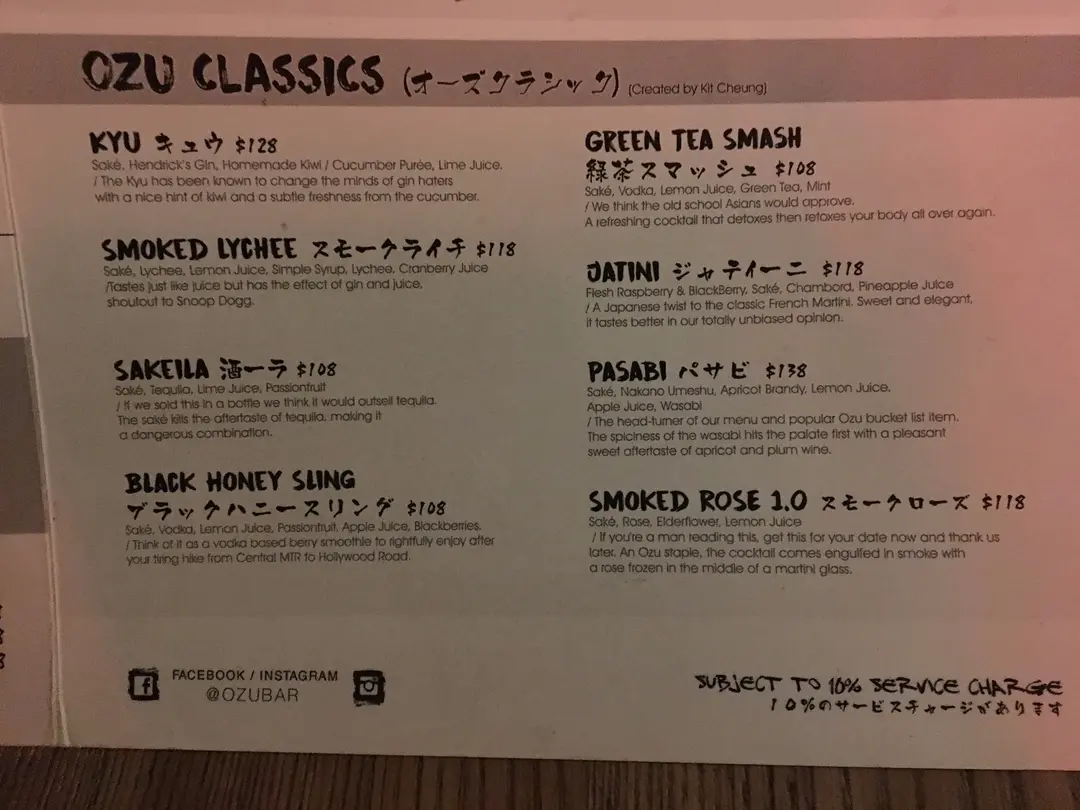 OZU CLASSICS (オーズクラシック) (Created by Kit Cheung)
KYU キュウ $128
Saké, Hendrick's Gin, Homemade Kiwi / Cucumber Purée, Lime Juice.
/ The Kyu has been known to change the minds of gin haters
with a nice hint of kiwi and a subtle freshness from the cucumber.
SMOKED LYCHEE スモークライチ $118
Saké, Lychee, Lemon Juice, Simple Syrup, Lychee, Cranberry Juice
/Tastes just like juice but has the effect of gin and juice,
shoutout to Snoop Dogg.
SAKEILA 酒ーラ $108
Saké, Tequila, Lime Juice, Passionfruit
/ If we sold this in a bottle we think it would outsell tequila.
The saké kills the aftertaste of tequila, making it
a dangerous combination.
BLACK HONEY SLING
ブラックハニースリング $108
Saké, Vodka, Lemon Juice, Passionfruit, Apple Juice, Blackberries.
/ Think of it as a vodka based berry smoothie to rightfully enjoy after
your tiring hike from Central MTR to Hollywood Road.
GREEN TEA SMASH
緑茶スマッシュ $108
Saké, Vodka, Lemon Juice, Green Tea, Mint
/ We think the old school Asians would approve.
A refreshing cocktail that detoxes then retoxes your body all over again.
JATINI ジャティーニ $118
Flesh Raspberry & BlackBerry, Saké, Chambord, Pineapple Juice
/ A Japanese twist to the classic French Martini. Sweet and elegant,
it tastes better in our totally unbiased opinion.
PASABI パサビ $138
Saké, Nakano Umeshu, Apricot Brandy, Lemon Juice,
Apple Juice, Wasabi
/ The head-turner of our menu and popular Ozu bucket list item.
The spiciness of the wasabi hits the palate first with a pleasant
sweet aftertaste of apricot and plum wine.
SMOKED ROSE 1.0 スモークローズ $118
Saké, Rose, Elderflower, Lemon Juice
/ If you're a man reading this, get this for your date now and thank us
later. An Ozu staple, the cocktail comes engulfed in smoke with
a rose frozen in the middle of a martini glass.
FACEBOOK / INSTAGRAM
@OZUBAR
SUBJECT TO 10% SERVICE CHARGE
10%のサービスチャージがあります